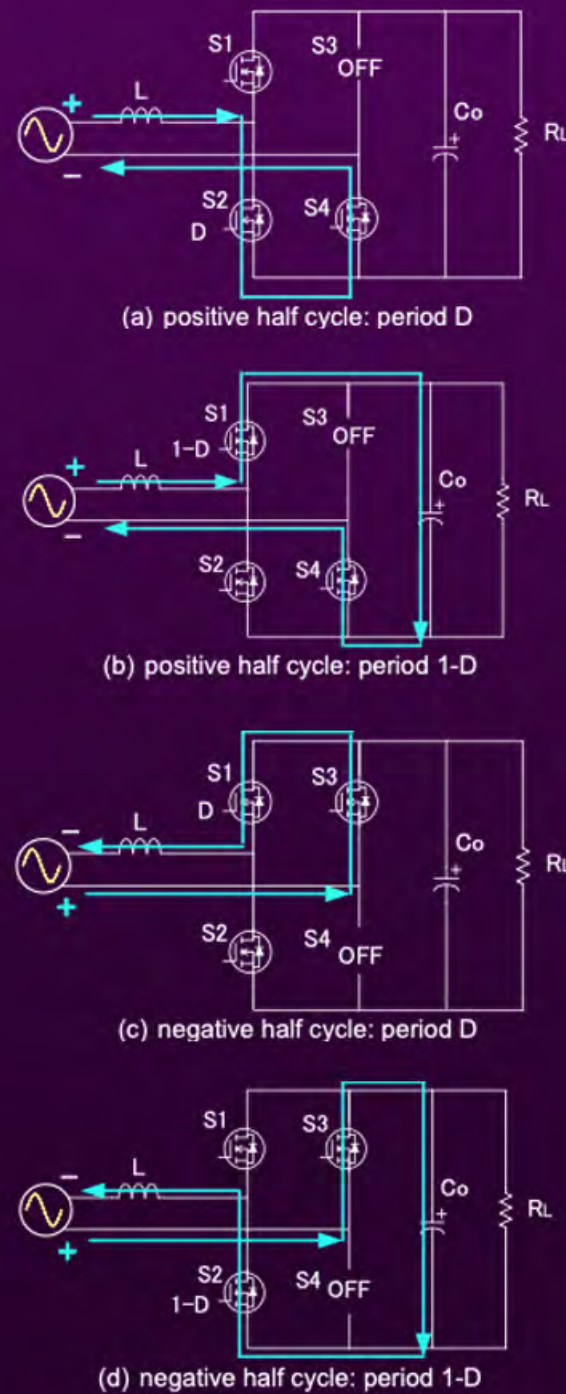 S1 S3
OFF
+ L Co
+ RL
− S2 S4
D
(a) positive half cycle: period D
S1 S3
1-D OFF
+ L Co
+ RL
− S2 S4
(b) positive half cycle: period 1-D
S1 S3
D
− L Co
+ RL
+
S2 S4 OFF
(c) negative half cycle: period D
S1 S3
− L Co
+ RL
+
S2 S4 OFF
1-D
(d) negative half cycle: period 1-D